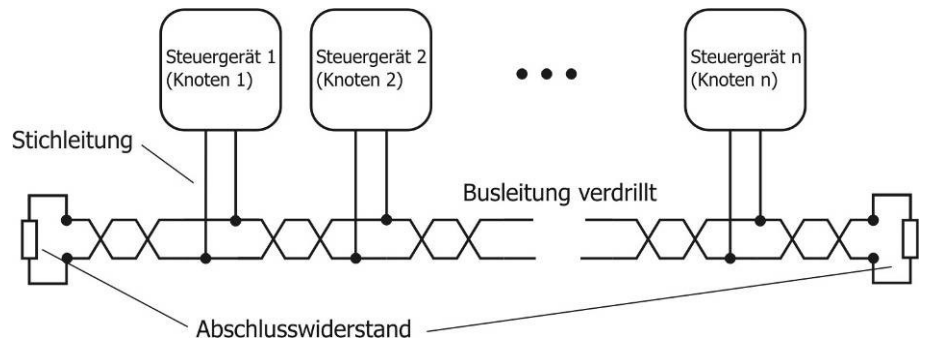 Steuergerät 1
(Knoten 1)
Steuergerät 2
(Knoten 2)
Steuergerät n
(Knoten n)
Stichleitung
Busleitung verdrillt
Abschlusswiderstand